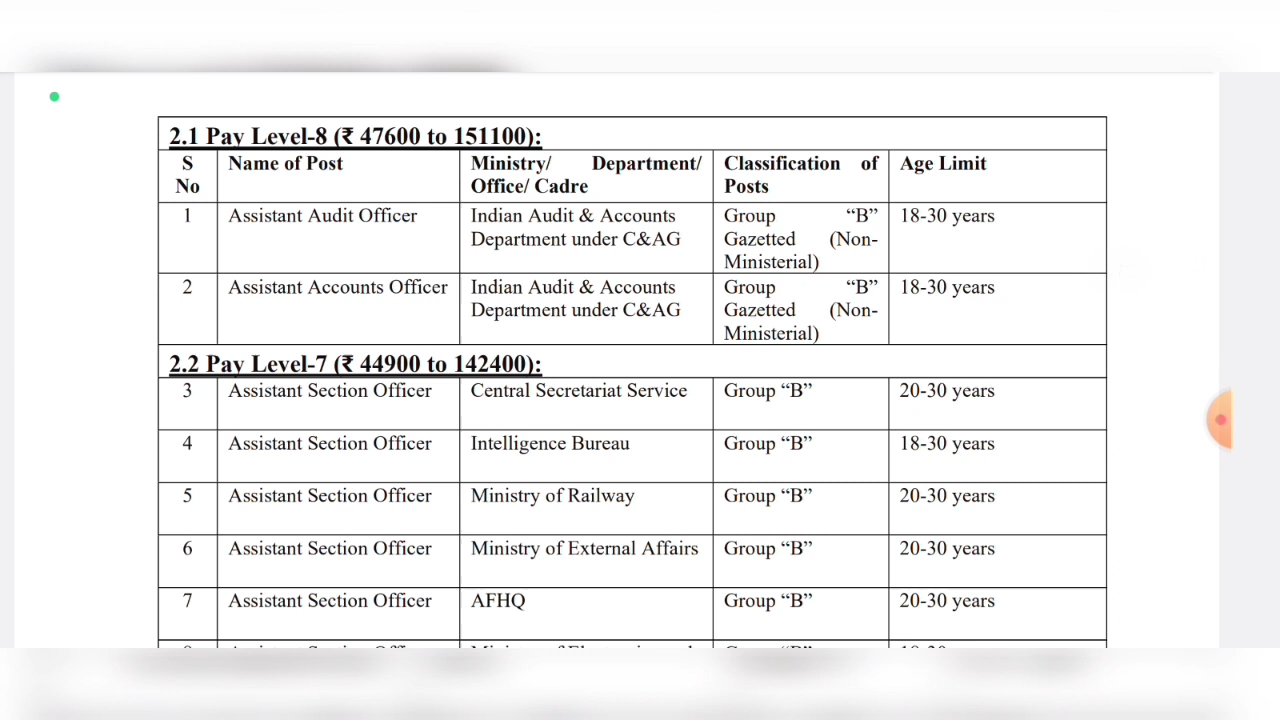 2.1 Pay Level-8 (₹ 47600 to 151100):
S No Name of Post Ministry/ Department/ Office/ Cadre Classification of Posts Age Limit
1 Assistant Audit Officer Indian Audit & Accounts Department under C&AG Group “B” Gazetted (Non-Ministerial) 18-30 years
2 Assistant Accounts Officer Indian Audit & Accounts Department under C&AG Group “B” Gazetted (Non-Ministerial) 18-30 years
2.2 Pay Level-7 (₹ 44900 to 142400):
3 Assistant Section Officer Central Secretariat Service Group “B” 20-30 years
4 Assistant Section Officer Intelligence Bureau Group “B” 18-30 years
5 Assistant Section Officer Ministry of Railway Group “B” 20-30 years
6 Assistant Section Officer Ministry of External Affairs Group “B” 20-30 years
7 Assistant Section Officer AFHQ Group “B” 20-30 years